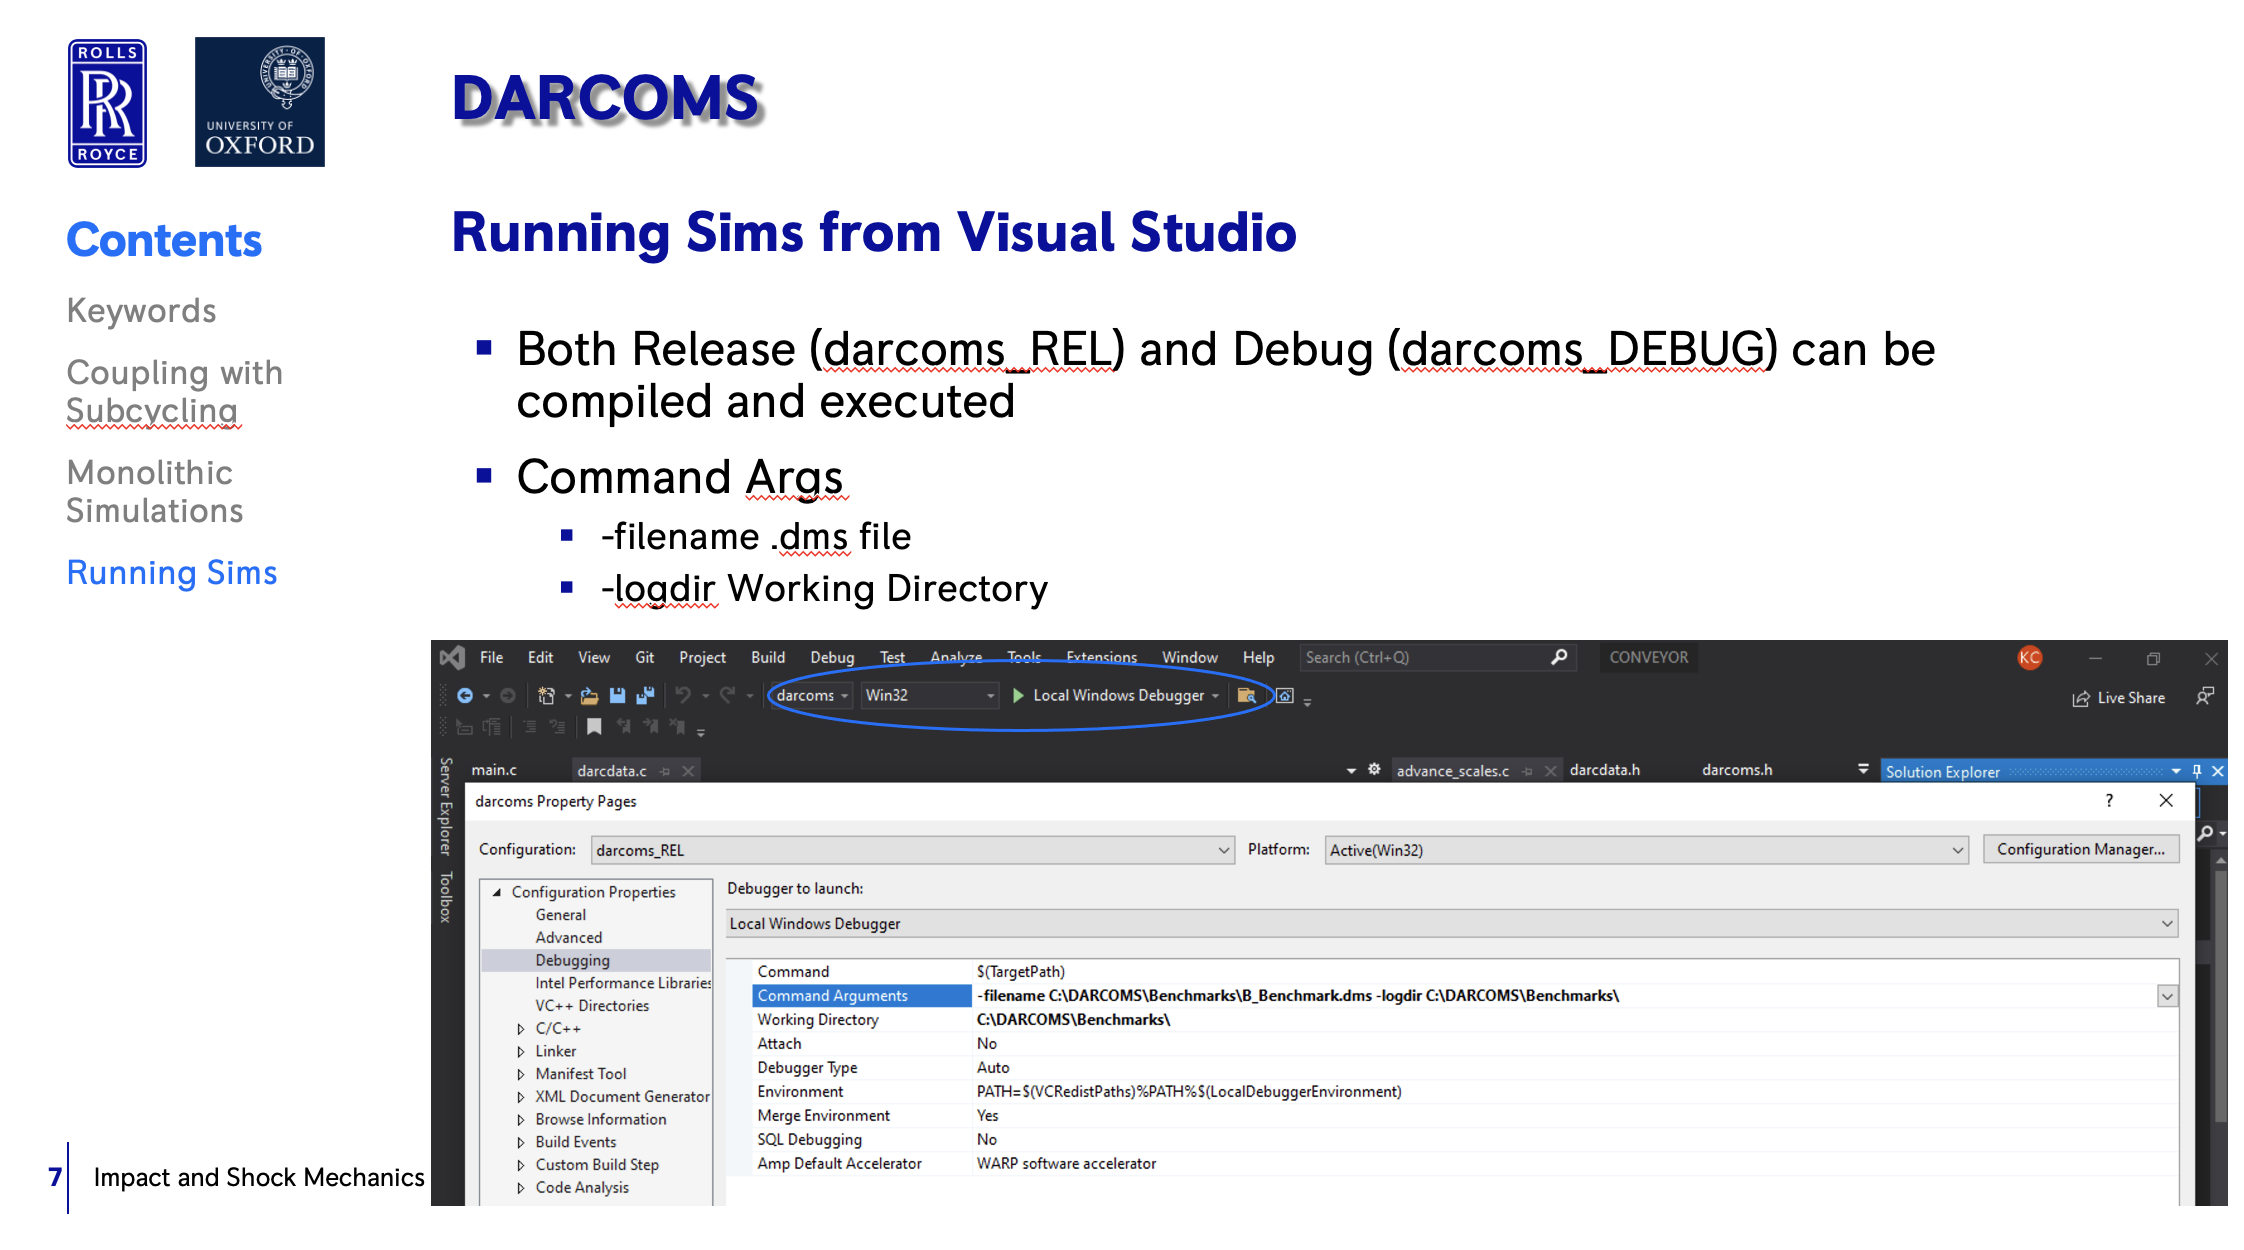 ROLLS
ROYCE
UNIVERSITY OF
OXFORD
DARCOMS
Contents
Keywords
Coupling with
Subcycling
Monolithic
Simulations
Running Sims
Running Sims from Visual Studio
Both Release (darcoms_REL) and Debug (darcoms_DEBUG) can be
compiled and executed
Command Args
-filename .dms file
-logdir Working Directory
File Edit View Git Project Build Debug Test Analyze Tools Extensions Window Help Search (Ctrl+Q) CONVEYOR KC
darcoms Win32 Local Windows Debugger Live Share
Server Explorer
Toolbox
main.c darcdata.c advance_scales.c darcdata.h darcoms.h Solution Explorer
darcoms Property Pages ?
Configuration: darcoms_REL Platform: Active(Win32) Configuration Manager...
Configuration Properties
General
Advanced
Debugging
Intel Performance Libraries
VC++ Directories
C/C++
Linker
Manifest Tool
XML Document Generator
Browse Information
Build Events
Custom Build Step
Code Analysis
Debugger to launch:
Local Windows Debugger
Command $(TargetPath)
Command Arguments -filename C:\DARCOMS\Benchmarks\B_Benchmark.dms -logdir C:\DARCOMS\Benchmarks\
Working Directory C:\DARCOMS\Benchmarks\
Attach No
Debugger Type Auto
Environment PATH=$(VCRedistPaths)%PATH%$(LocalDebuggerEnvironment)
Merge Environment Yes
SQL Debugging No
Amp Default Accelerator WARP software accelerator
7 Impact and Shock Mechanics